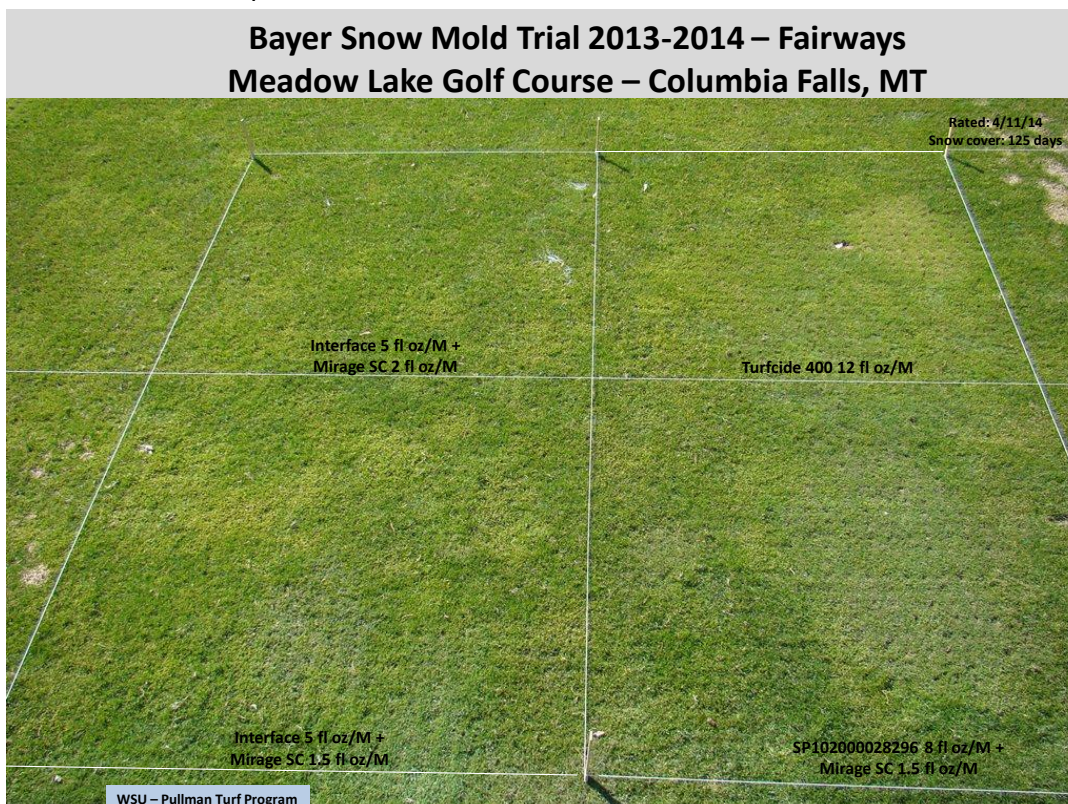 Bayer Snow Mold Trial 2013-2014 – Fairways
Meadow Lake Golf Course – Columbia Falls, MT
Rated: 4/11/14
Snow cover: 125 days
Interface 5 fl oz/M +
Mirage SC 2 fl oz/M
Turfcide 400 12 fl oz/M
Interface 5 fl oz/M +
Mirage SC 1.5 fl oz/M
SP102000028296 8 fl oz/M +
Mirage SC 1.5 fl oz/M
WSU – Pullman Turf Program